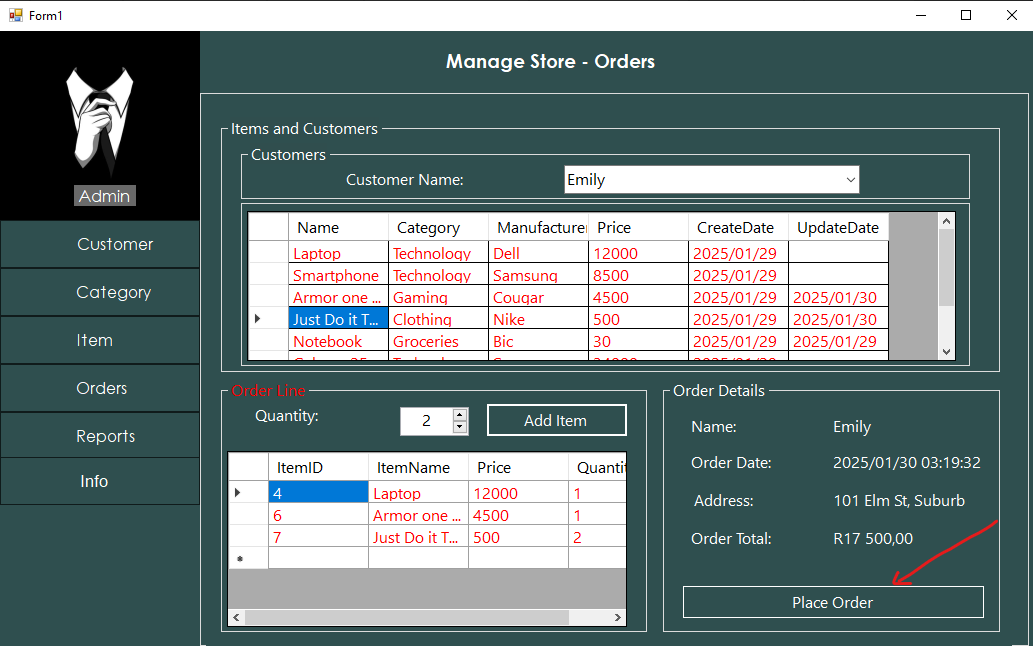 Form1
Manage Store - Orders
Admin
Customer
Category
Item
Orders
Reports
Info
Items and Customers
Customers
Customer Name: Emily
Name Category Manufacturer Price CreateDate UpdateDate
Laptop Technology Dell 12000 2025/01/29
Smartphone Technology Samsung 8500 2025/01/29
Armor one ... Gaming Cougar 4500 2025/01/29 2025/01/30
Just Do it T... Clothing Nike 500 2025/01/29 2025/01/30
Notebook Groceries Bic 30 2025/01/29 2025/01/29
Order Line
Quantity: 2 Add Item
ItemID ItemName Price Quantit
4 Laptop 12000 1
6 Armor one ... 4500 1
7 Just Do it T... 500 2
Order Details
Name: Emily
Order Date: 2025/01/30 03:19:32
Address: 101 Elm St, Suburb
Order Total: R17 500,00
Place Order